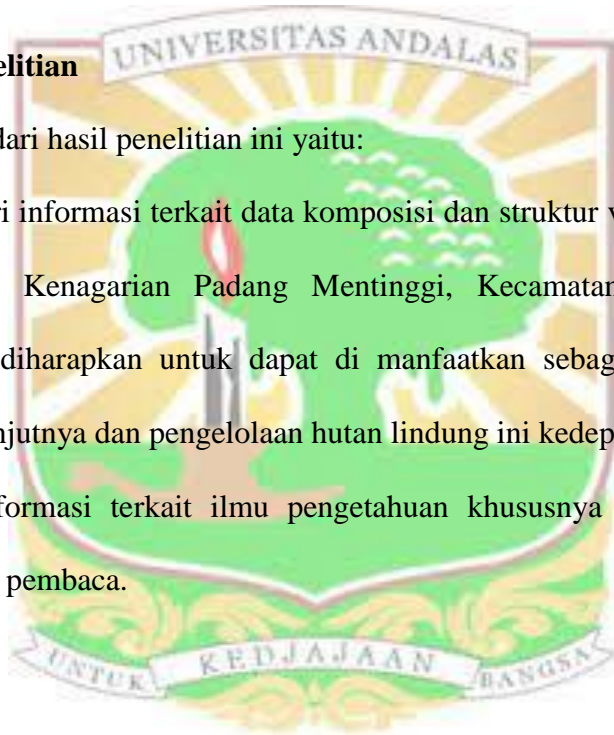 UNIVERSITAS ANDALAS
elitian
dari hasil penelitian ini yaitu:
ri informasi terkait data komposisi dan struktur v
Kenagarian Padang Mentinggi, Kecamatan
diharapkan untuk dapat di manfaatkan sebag
njutnya dan pengelolaan hutan lindung ini kedep
formasi terkait ilmu pengetahuan khususnya
pembaca.
UNTUK KEDJAJAAN BANGSA